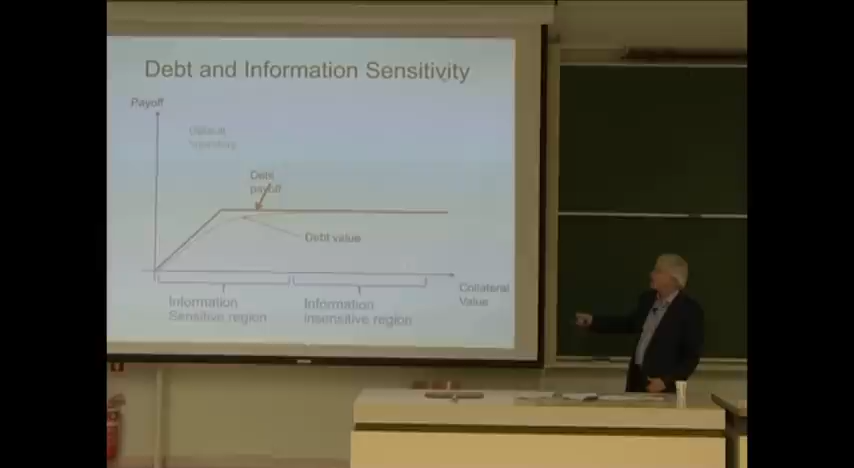 Debt and Information Sensitivity
Payoff
Debt
payoff
Debt value
Collateral
Value
Information
Sensitive region
Information
insensitive region